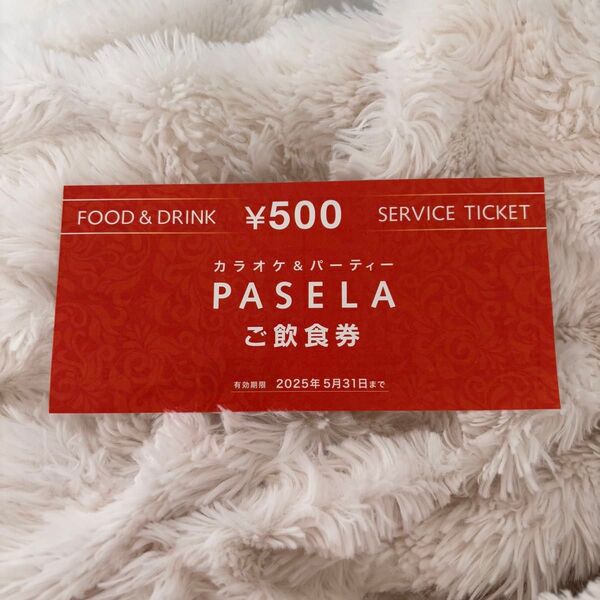 FOOD & DRINK ¥500 SERVICE TICKET
カラオケ&パーティー
PASELA
ご飲食券
有効期限 2025年5月31日まで